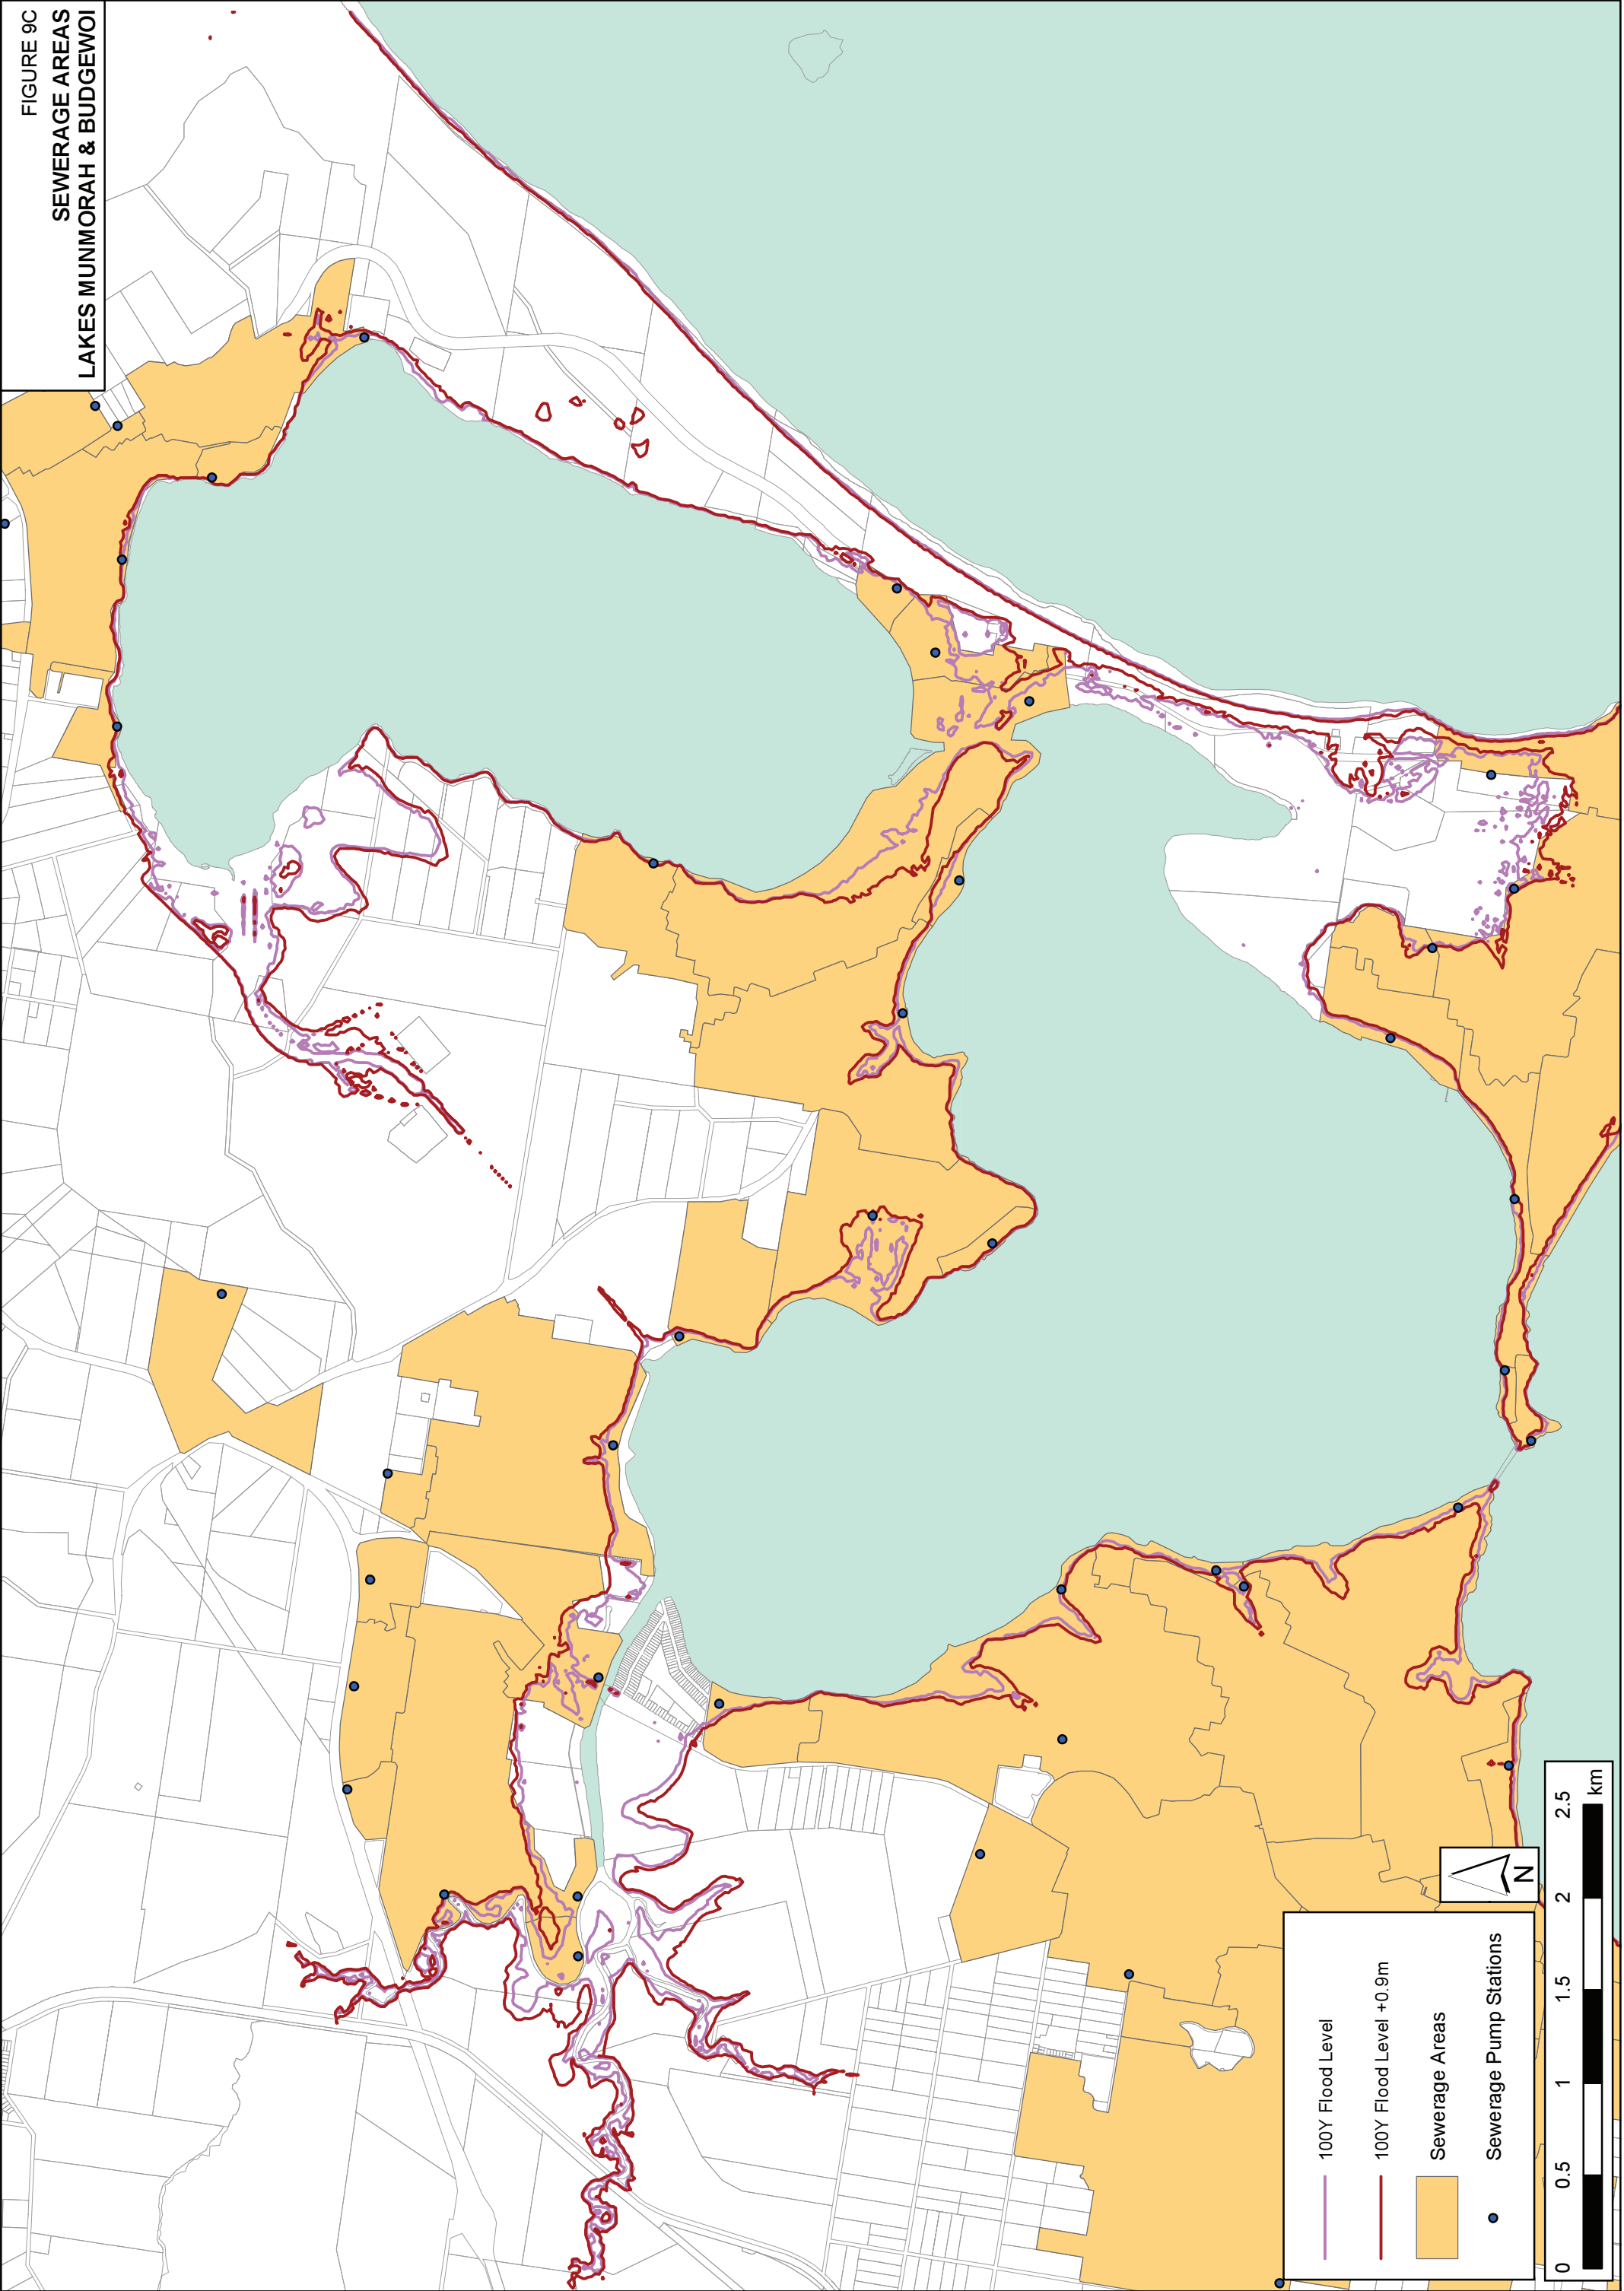 FIGURE 9C
SEWERAGE AREAS
LAKES MUNMORAH & BUDGEWOI
100Y Flood Level
100Y Flood Level +0.9m
Sewerage Areas
Sewerage Pump Stations
N
0 0.5 1 1.5 2 2.5
km